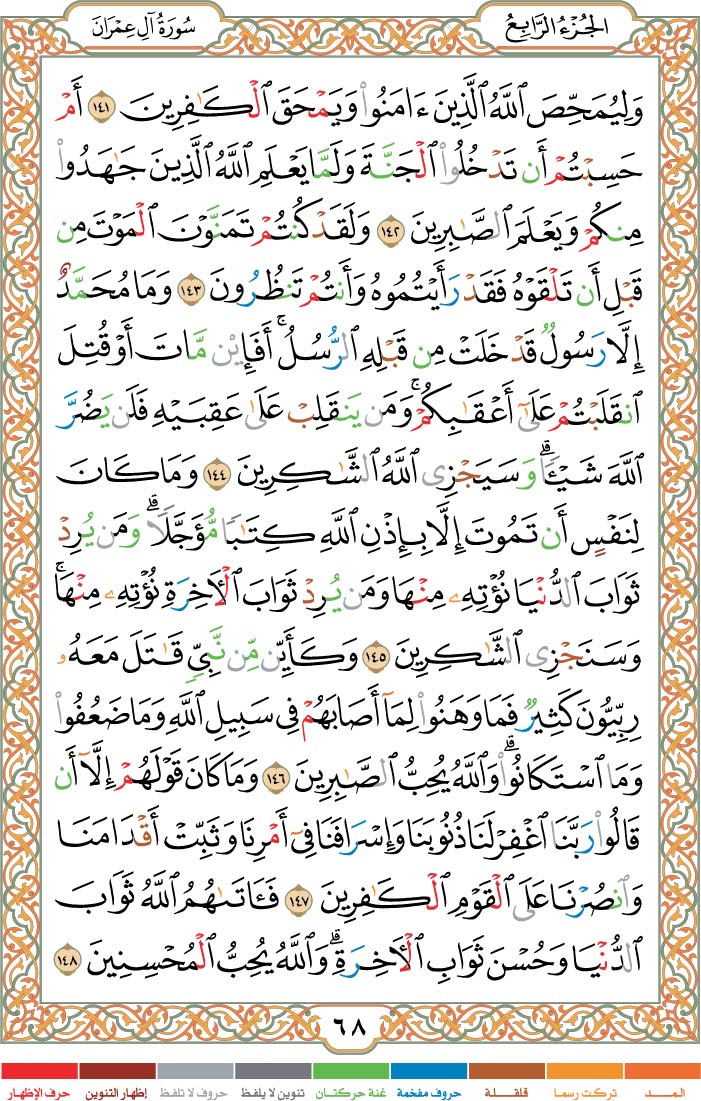 الجُزْءُ الرَّابِعُ
سُورَةُ آلِ عِمْرَانَ
وَلِيُمَحِّصَ ٱللَّهُ ٱلَّذِينَ ءَامَنُوا۟ وَيَمْحَقَ ٱلْكَـٰفِرِينَ ١٤١ أَمْ
حَسِبْتُمْ أَن تَدْخُلُوا۟ ٱلْجَنَّةَ وَلَمَّا يَعْلَمِ ٱللَّهُ ٱلَّذِينَ جَـٰهَدُوا۟
مِنكُمْ وَيَعْلَمَ ٱلصَّـٰبِرِينَ ١٤٢ وَلَقَدْ كُنتُمْ تَمَنَّوْنَ ٱلْمَوْتَ مِن
قَبْلِ أَن تَلْقَوْهُ فَقَدْ رَأَيْتُمُوهُ وَأَنتُمْ تَنظُرُونَ ١٤٣ وَمَا مُحَمَّدٌ
إِلَّا رَسُولٌ قَدْ خَلَتْ مِن قَبْلِهِ ٱلرُّسُلُ ۚ أَفَإِي۟ن مَّاتَ أَوْ قُتِلَ
ٱنقَلَبْتُمْ عَلَىٰٓ أَعْقَـٰبِكُمْ ۚ وَمَن يَنقَلِبْ عَلَىٰ عَقِبَيْهِ فَلَن يَضُرَّ
ٱللَّهَ شَيْـًٔا ۗ وَسَيَجْزِى ٱللَّهُ ٱلشَّـٰكِرِينَ ١٤٤ وَمَا كَانَ
لِنَفْسٍ أَن تَمُوتَ إِلَّا بِإِذْنِ ٱللَّهِ كِتَـٰبًا مُّؤَجَّلًا ۗ وَمَن يُرِدْ
ثَوَابَ ٱلدُّنْيَا نُؤْتِهِۦ مِنْهَا وَمَن يُرِدْ ثَوَابَ ٱلْـَٔاخِرَةِ نُؤْتِهِۦ مِنْهَا ۚ
وَسَنَجْزِى ٱلشَّـٰكِرِينَ ١٤٥ وَكَأَيِّن مِّن نَّبِىٍّ قَـٰتَلَ مَعَهُۥ
رِبِّيُّونَ كَثِيرٌ فَمَا وَهَنُوا۟ لِمَآ أَصَابَهُمْ فِى سَبِيلِ ٱللَّهِ وَمَا ضَعُفُوا۟
وَمَا ٱسْتَكَانُوا۟ ۗ وَٱللَّهُ يُحِبُّ ٱلصَّـٰبِرِينَ ١٤٦ وَمَا كَانَ قَوْلَهُمْ إِلَّآ أَن
قَالُوا۟ رَبَّنَا ٱغْفِرْ لَنَا ذُنُوبَنَا وَإِسْرَافَنَا فِىٓ أَمْرِنَا وَثَبِّتْ أَقْدَامَنَا
وَٱنصُرْنَا عَلَى ٱلْقَوْمِ ٱلْكَـٰفِرِينَ ١٤٧ فَـَٔاتَىٰهُمُ ٱللَّهُ ثَوَابَ
ٱلدُّنْيَا وَحُسْنَ ثَوَابِ ٱلْـَٔاخِرَةِ ۗ وَٱللَّهُ يُحِبُّ ٱلْمُحْسِنِينَ ١٤٨
٦٨
المـــد تركت رسما قلقـــلة حروف مفخمة غنة حركتان تنوين لا يلفظ حروف لا تلفظ إظهار التنوين حرف الإظهار